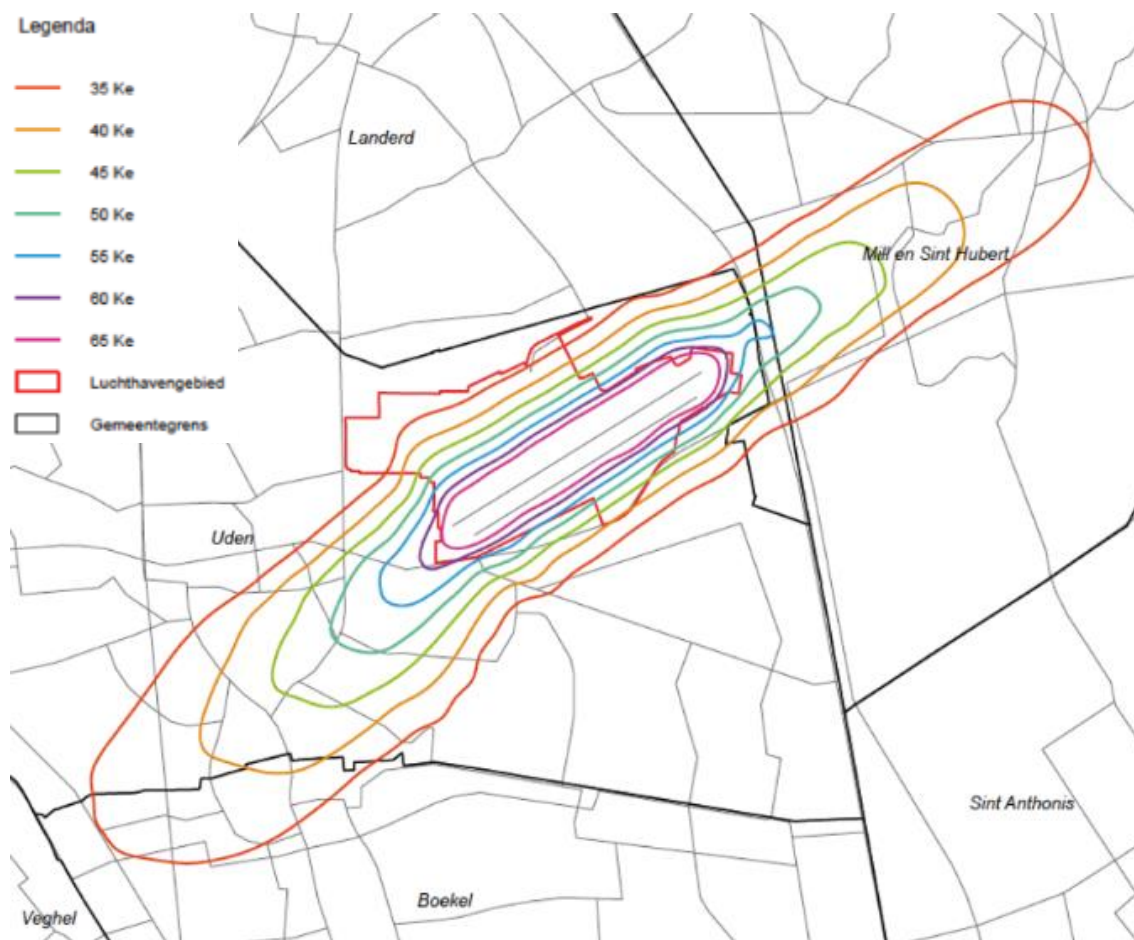 Legenda
35 Ke
40 Ke
45 Ke
50 Ke
55 Ke
60 Ke
65 Ke
Luchthavengebied
Gemeentegrens
Landerd
Mill en Sint Hubert
Uden
Sint Anthonis
Boekel
Veghel